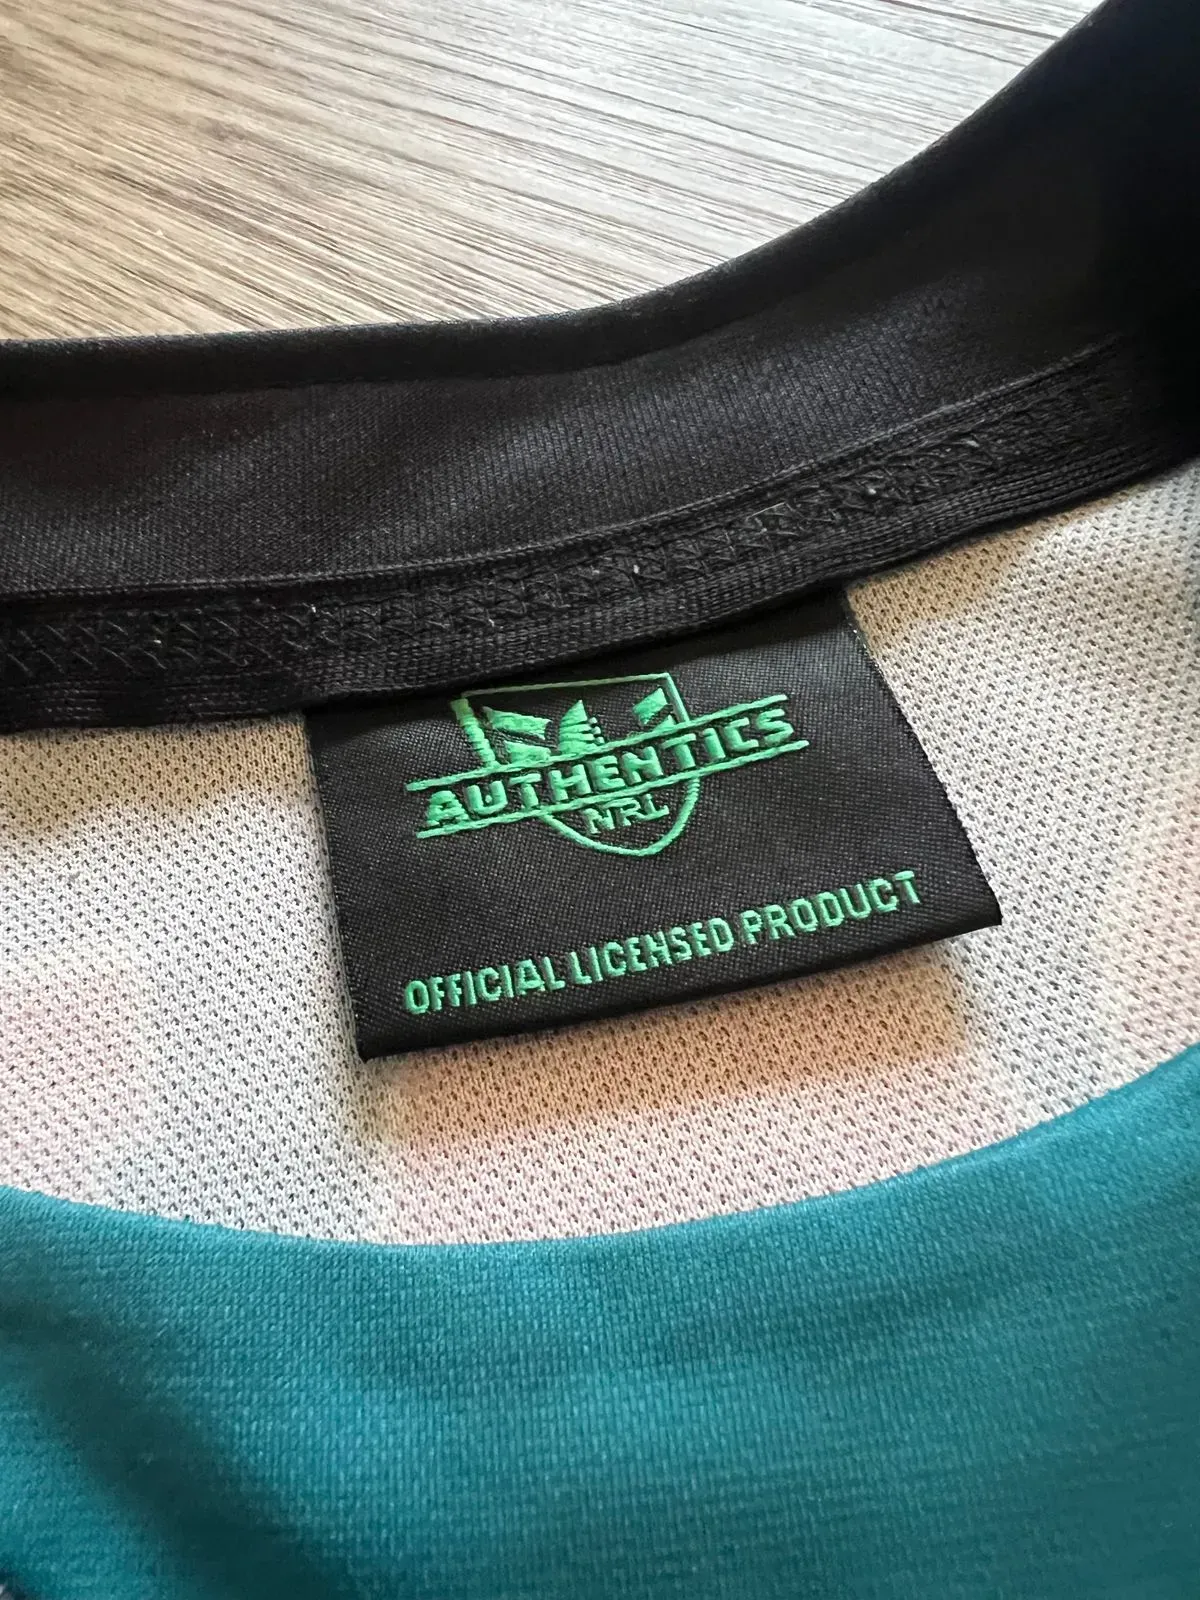 AUTHENTICS
NRL
OFFICIAL LICENSED PRODUCT